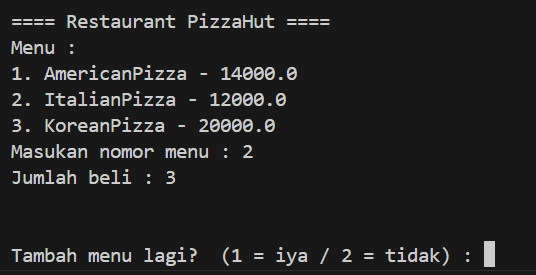 ==== Restaurant PizzaHut ====
Menu :
1. AmericanPizza - 14000.0
2. ItalianPizza - 12000.0
3. KoreanPizza - 20000.0
Masukan nomor menu : 2
Jumlah beli : 3
Tambah menu lagi?  (1 = iya / 2 = tidak) :